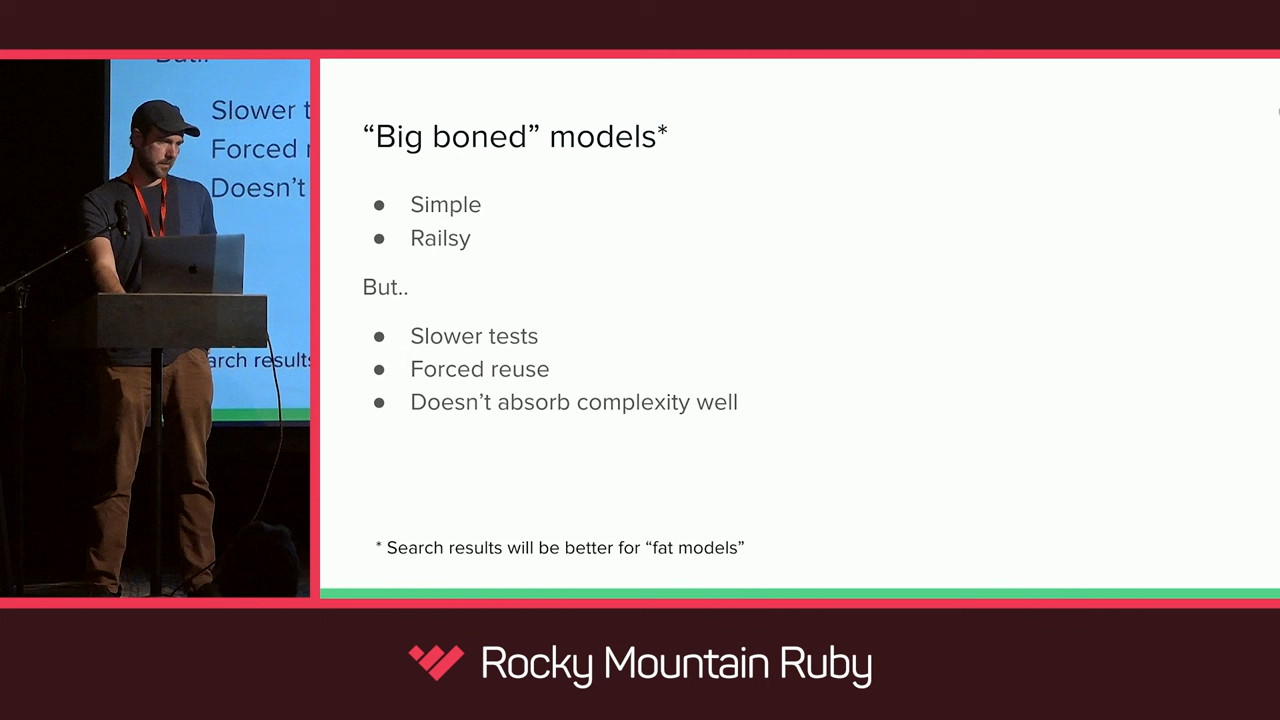 But..
Slower t
Forced r
Doesn't
arch results
“Big boned” models*
● Simple
● Railsy
But..
● Slower tests
● Forced reuse
● Doesn’t absorb complexity well
* Search results will be better for “fat models”
Rocky Mountain Ruby